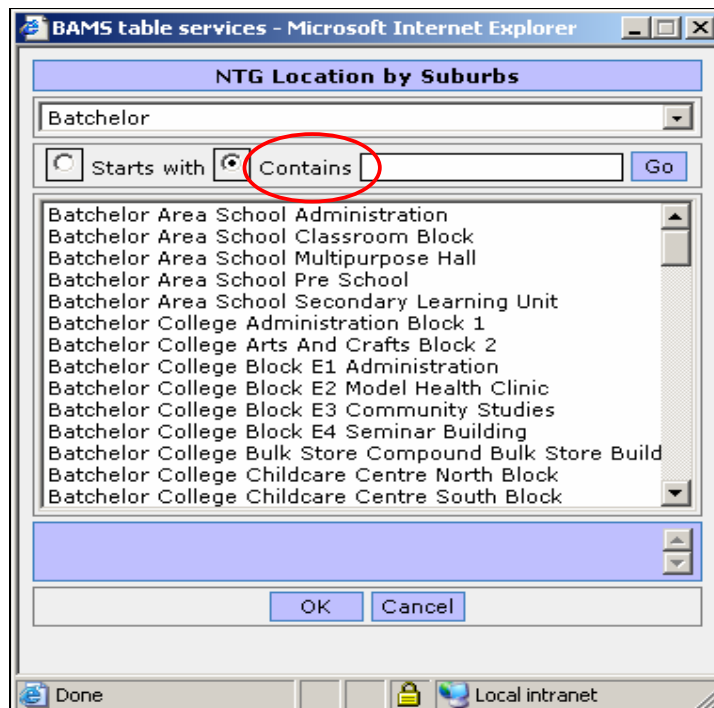 BAMS table services - Microsoft Internet Explorer
NTG Location by Suburbs
Batchelor
Starts with Contains Go
Batchelor Area School Administration
Batchelor Area School Classroom Block
Batchelor Area School Multipurpose Hall
Batchelor Area School Pre School
Batchelor Area School Secondary Learning Unit
Batchelor College Administration Block 1
Batchelor College Arts And Crafts Block 2
Batchelor College Block E1 Administration
Batchelor College Block E2 Model Health Clinic
Batchelor College Block E3 Community Studies
Batchelor College Block E4 Seminar Building
Batchelor College Bulk Store Compound Bulk Store Build
Batchelor College Childcare Centre North Block
Batchelor College Childcare Centre South Block
OK Cancel
Done Local intranet